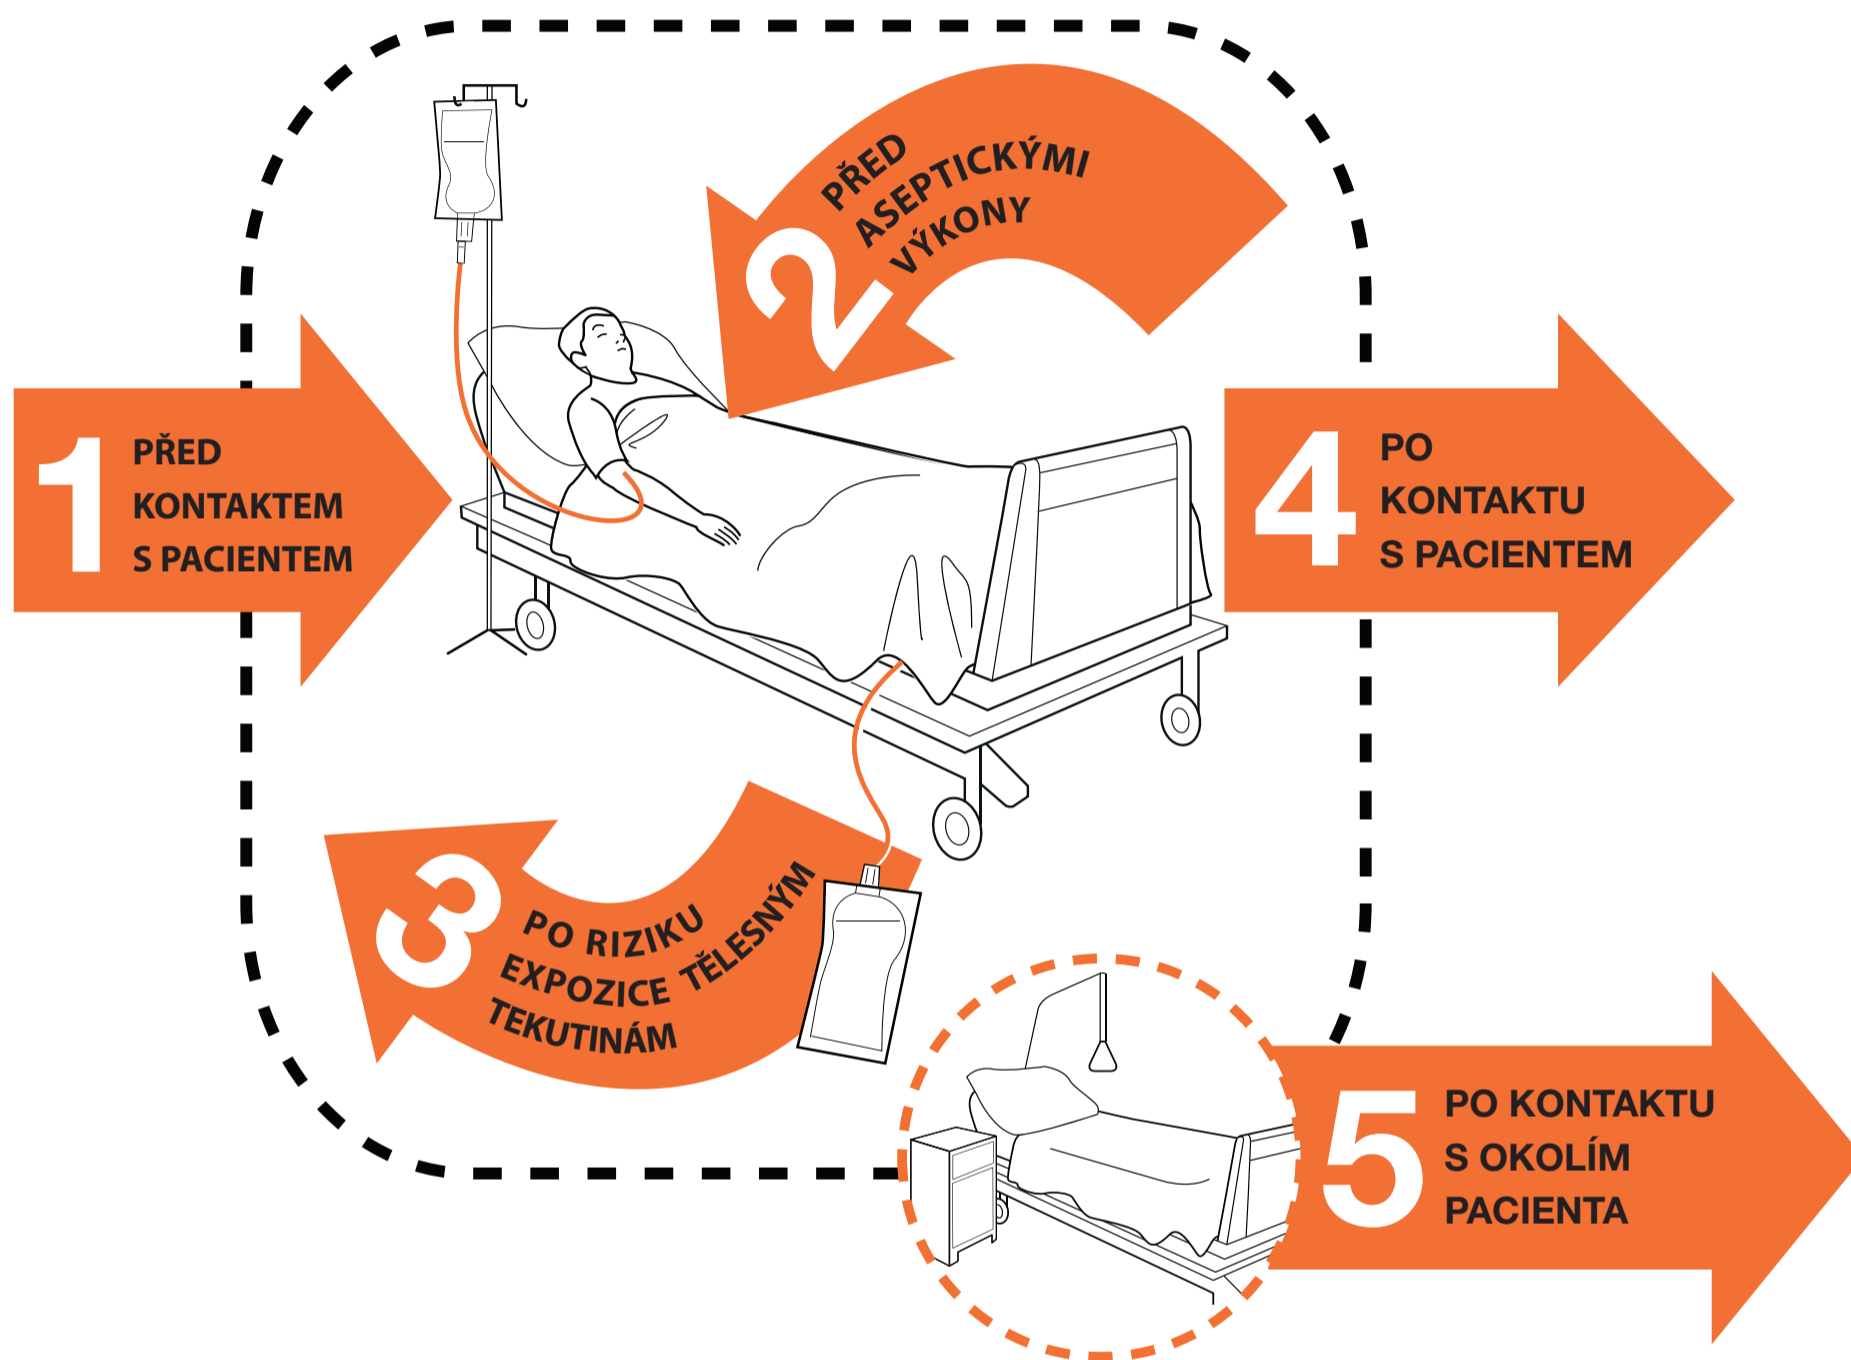 1
PŘED
KONTAKTEM
S PACIENTEM
2
PŘED
ASEPTICKÝMI
VÝKONY
3
PO RIZIKU
EXPOZICE TĚLESNÝM
TEKUTINÁM
4
PO
KONTAKTU
S PACIENTEM
5
PO KONTAKTU
S OKOLÍM
PACIENTA